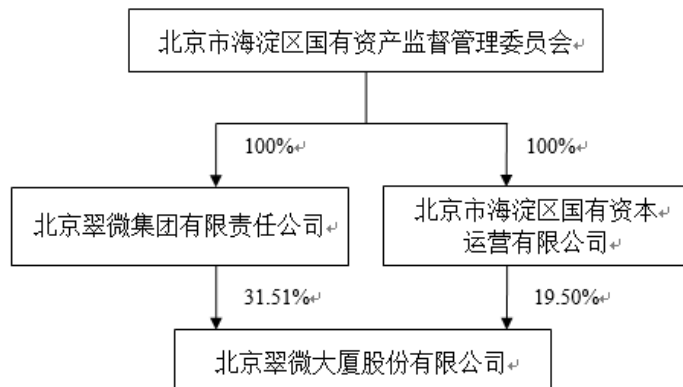 北京市海淀区国有资产监督管理委员会
100% 100%
北京翠微集团有限责任公司
北京市海淀区国有资本
运营有限公司
31.51% 19.50%
北京翠微大厦股份有限公司